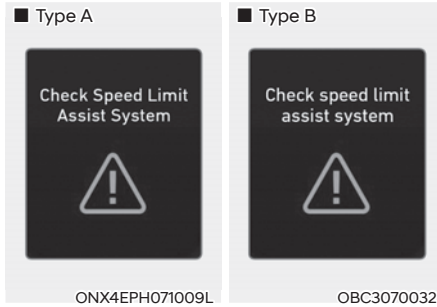 ■ Type A
Check Speed Limit
Assist System
ONX4EPH071009L
■ Type B
Check speed limit
assist system
OBC3070032